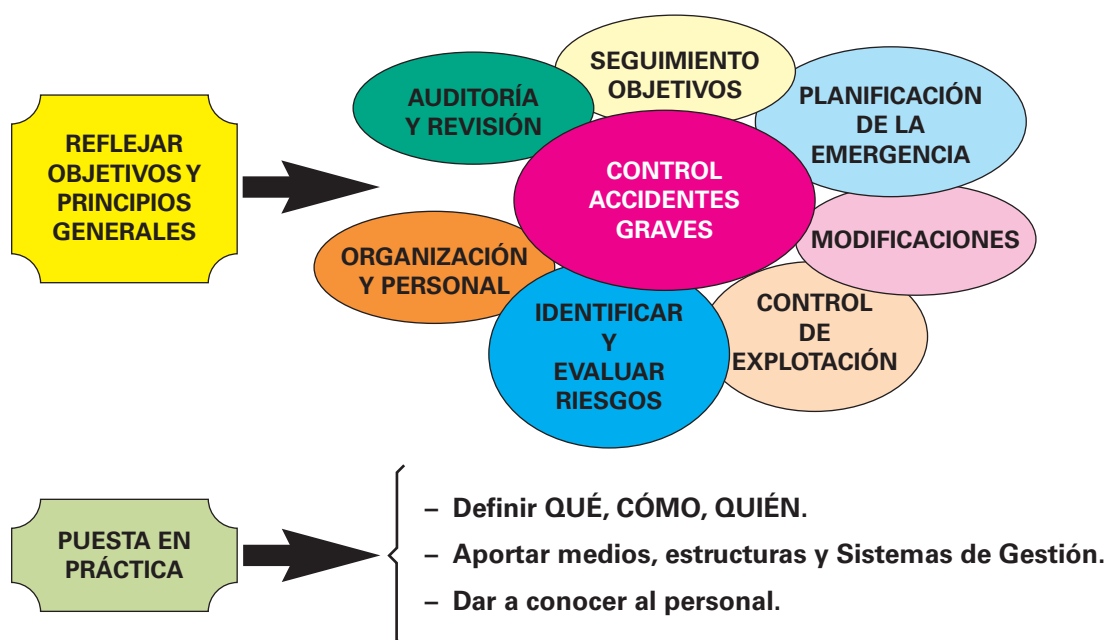 REFLEJAR
OBJETIVOS Y
PRINCIPIOS
GENERALES
SEGUIMIENTO
OBJETIVOS
AUDITORÍA
Y REVISIÓN
PLANIFICACIÓN
DE LA
EMERGENCIA
CONTROL
ACCIDENTES
GRAVES
MODIFICACIONES
ORGANIZACIÓN
Y PERSONAL
IDENTIFICAR
Y
EVALUAR
RIESGOS
CONTROL
DE
EXPLOTACIÓN
PUESTA EN
PRÁCTICA
– Definir QUÉ, CÓMO, QUIÉN.
– Aportar medios, estructuras y Sistemas de Gestión.
– Dar a conocer al personal.